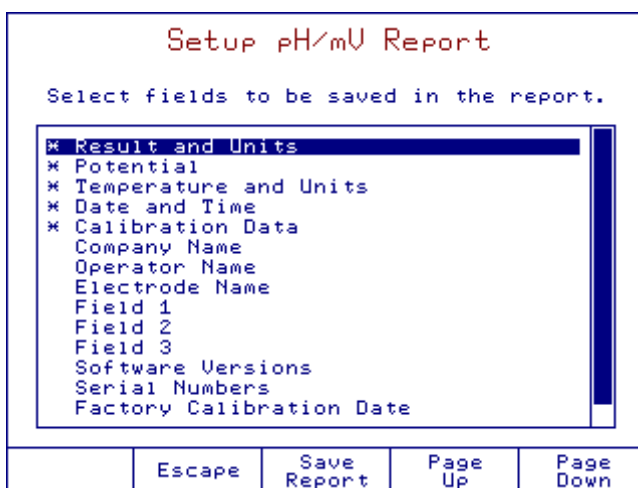 Setup pH/mV Report
Select fields to be saved in the report.
* Result and Units
* Potential
* Temperature and Units
* Date and Time
* Calibration Data
Company Name
Operator Name
Electrode Name
Field 1
Field 2
Field 3
Software Versions
Serial Numbers
Factory Calibration Date
Escape
Save
Report
Page
Up
Page
Down